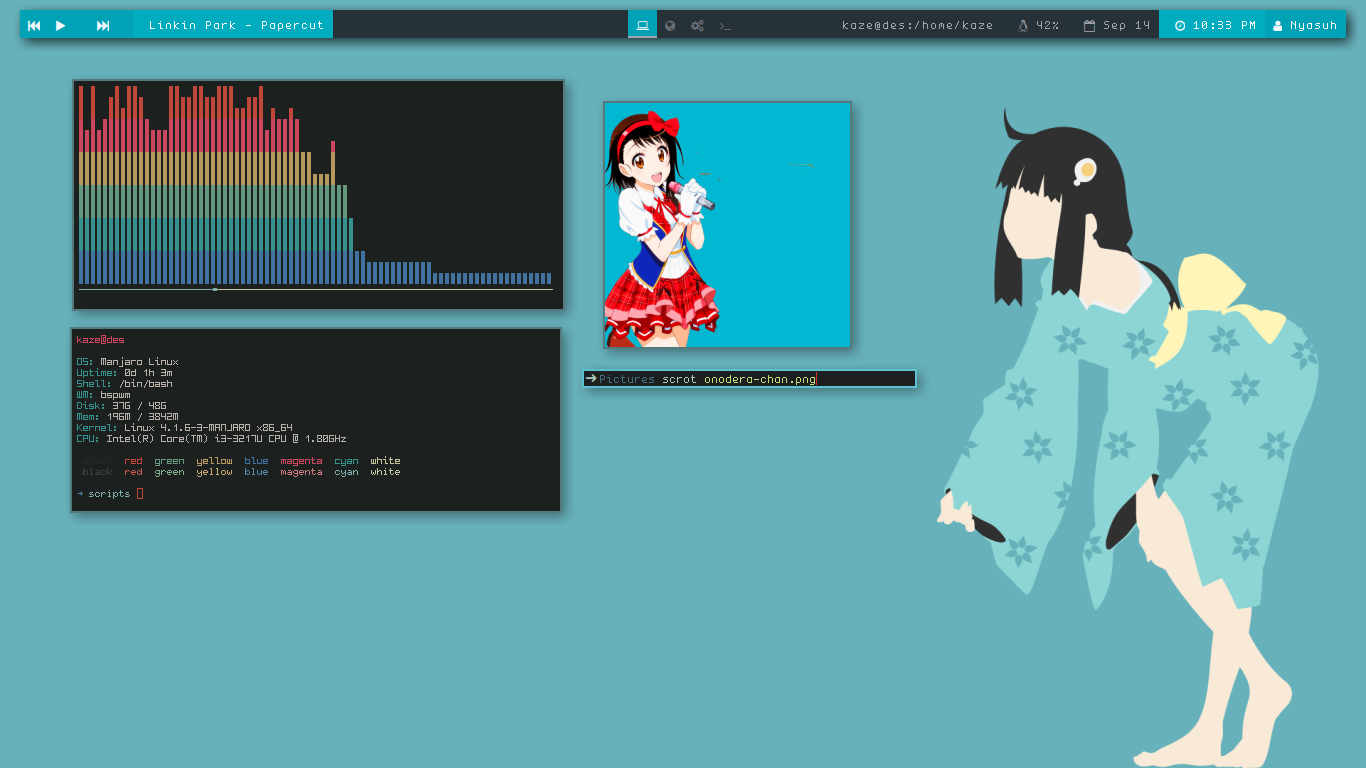 Linkin Park - Papercut
kaze@des:/home/kaze 42% Sep 14 10:33 PM Nyasuh
kaze@des
OS: Manjaro Linux
Uptime: 0d 1h 3m
Shell: /bin/bash
WM: bspwm
Disk: 37G / 48G
Mem: 196M / 3842M
Kernel: Linux 4.1.6-3-MANJARO x86_64
CPU: Intel(R) Core(TM) i3-3217U CPU @ 1.80GHz
black red green yellow blue magenta cyan white
black red green yellow blue magenta cyan white
→ scripts
➔Pictures scrot onodera-chan.png